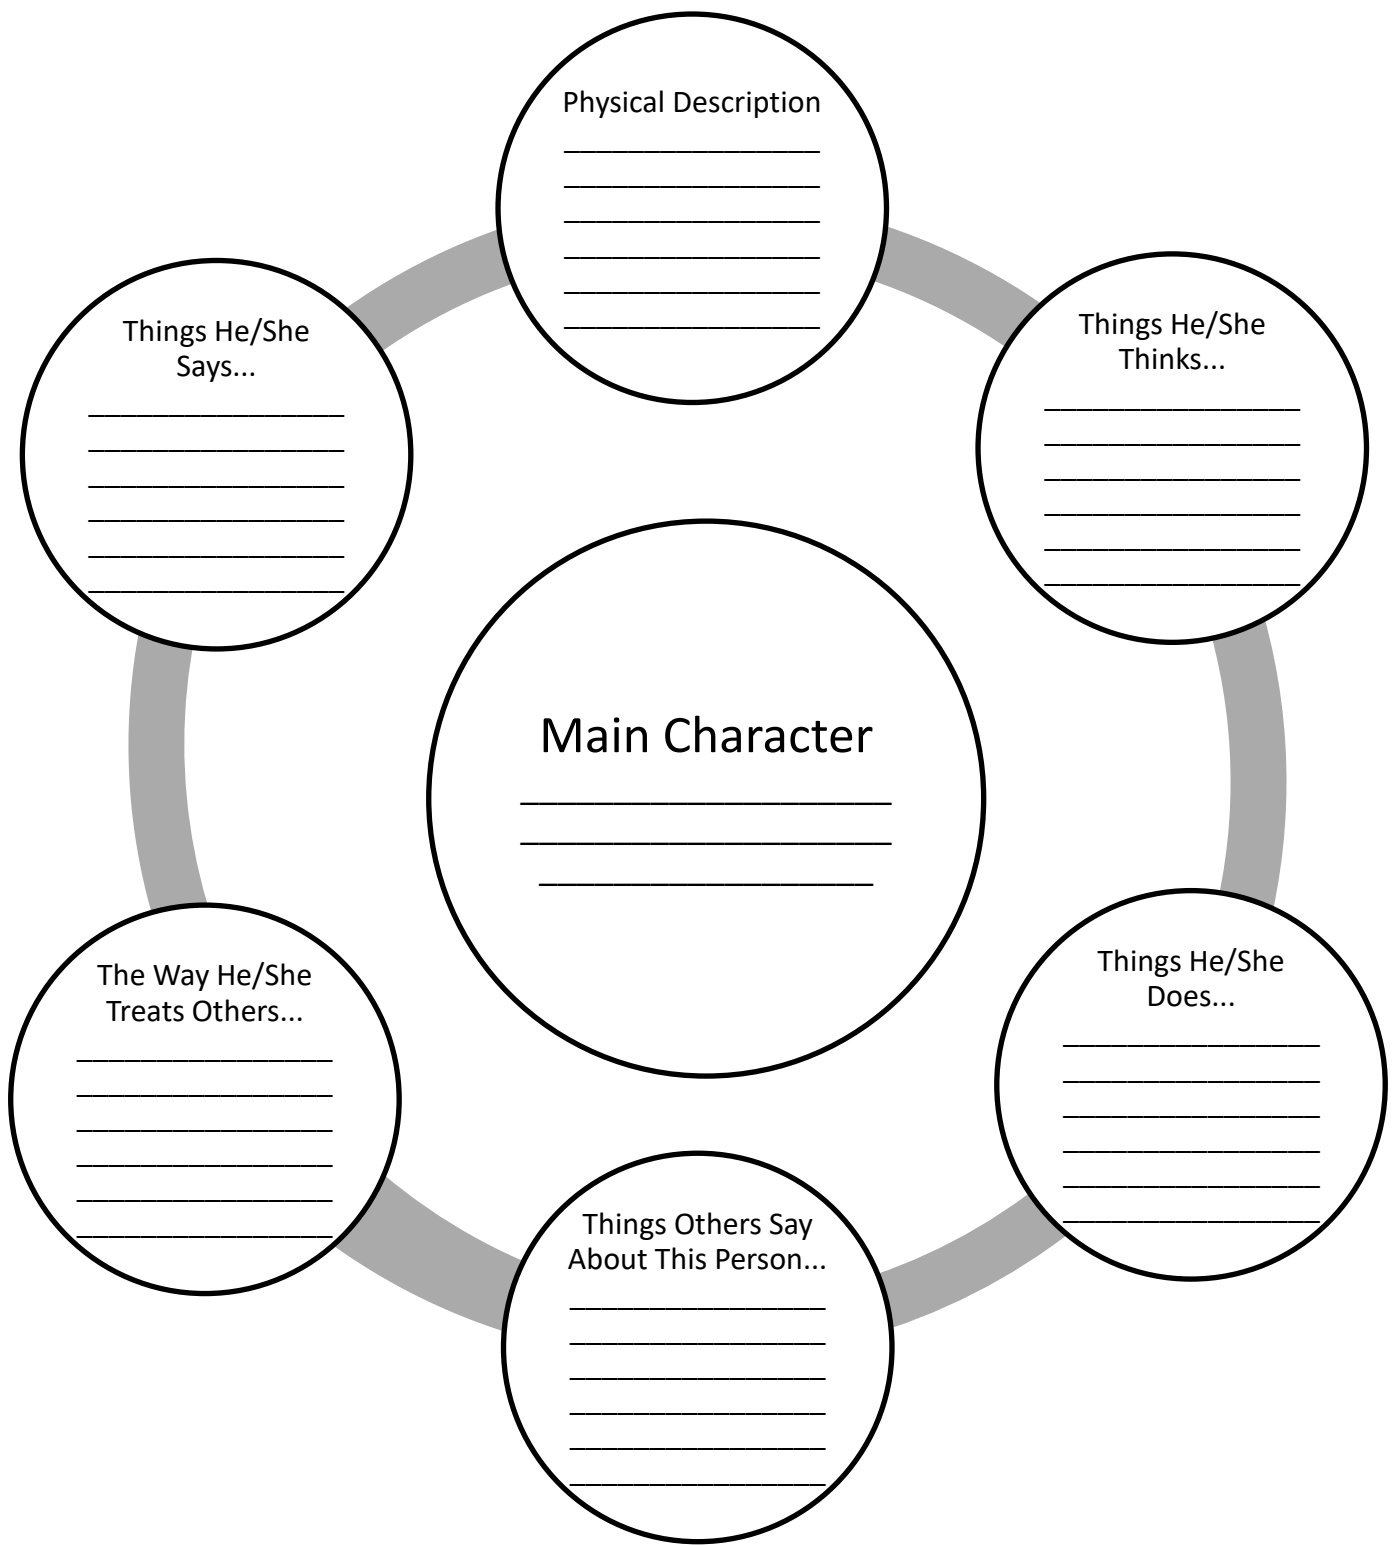 Physical Description
Things He/She
Thinks...
Things He/She
Does...
Things Others Say
About This Person...
The Way He/She
Treats Others...
Things He/She
Says...
Main Character